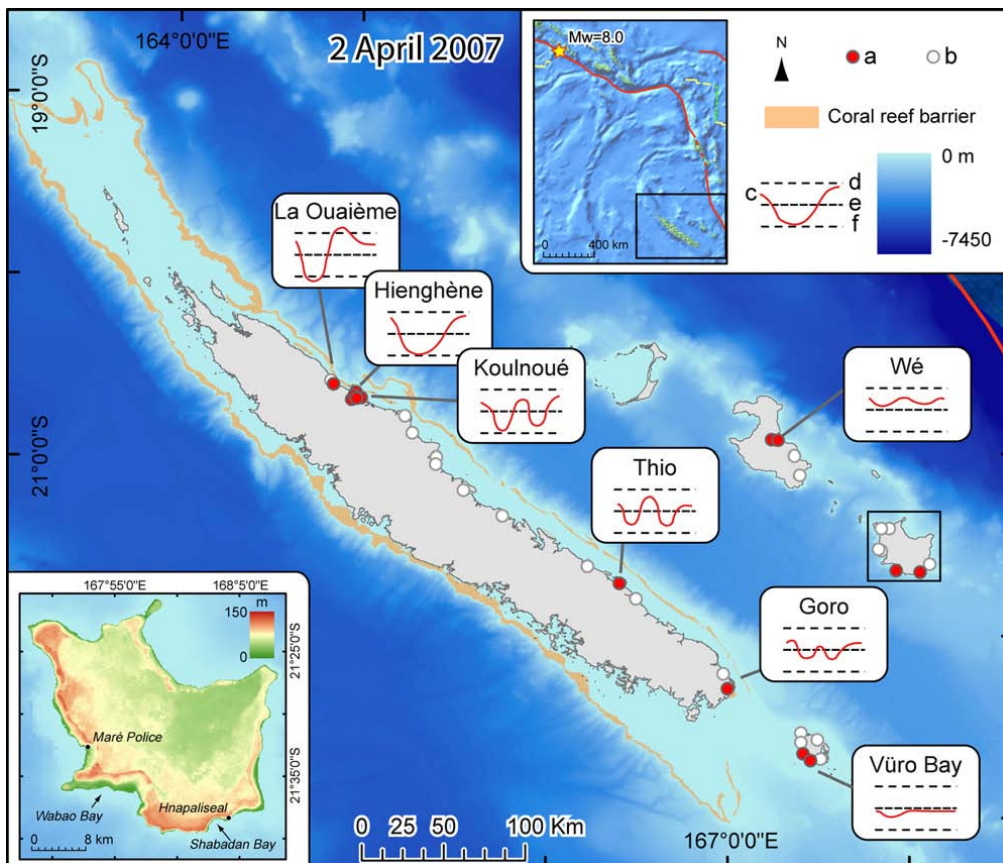 164°0'0"E
2 April 2007
19°0'0"S
21°0'0"S
167°0'0"E
Mw=8.0
0 400 km
N
a
b
Coral reef barrier
0 m
-7450
c
d
e
f
La Ouaième
Hienghène
Koulnoué
Wé
Thio
Goro
Vüro Bay
167°55'0"E
168°5'0"E
m
150
0
21°25'0"S
21°35'0"S
Maré Police
Wabao Bay
Hnapaliseal
Shabadan Bay
0 8 km
0 25 50 100 Km